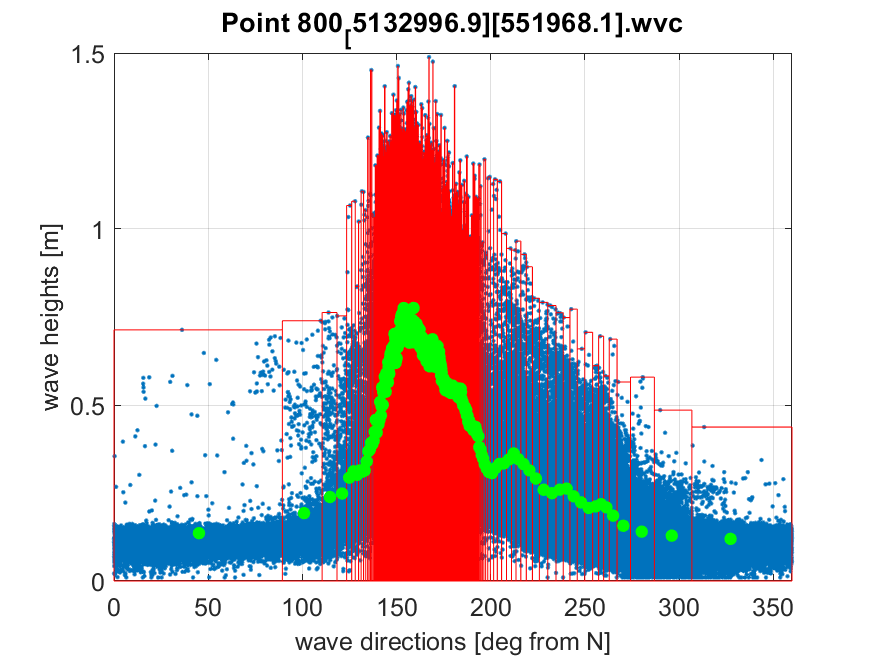 Point 800[5132996.9][551968.1].wvc
1.5
1
0.5
0
wave heights [m]
0 50 100 150 200 250 300 350
wave directions [deg from N]